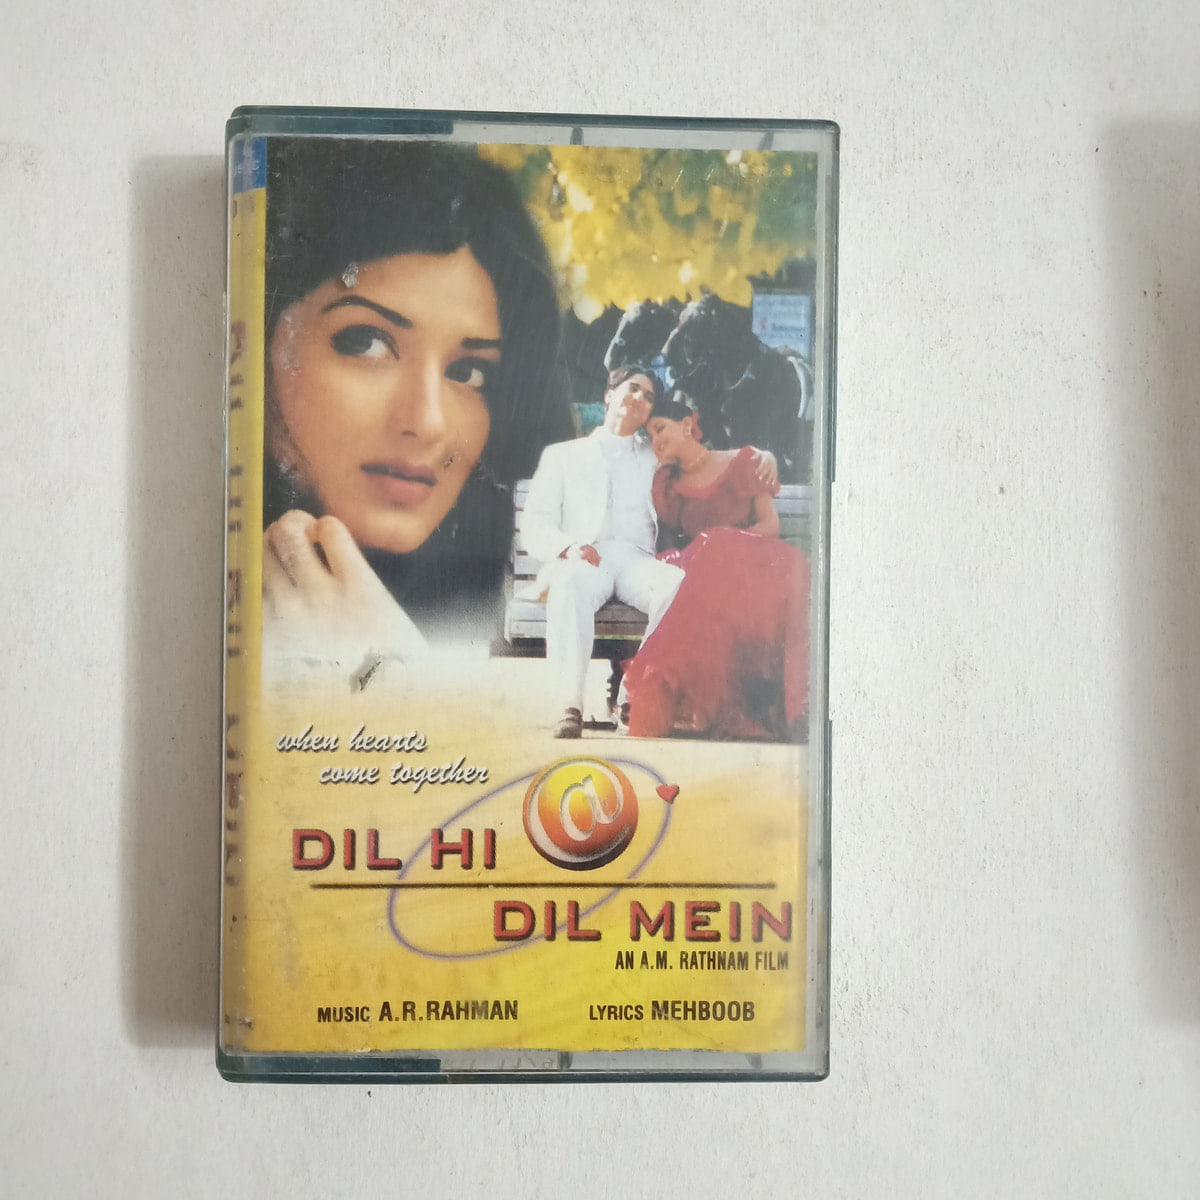 when hearts
come together
@
DIL HI
DIL MEIN
AN A.M. RATHNAM FILM
MUSIC A.R.RAHMAN
LYRICS MEHBOOB